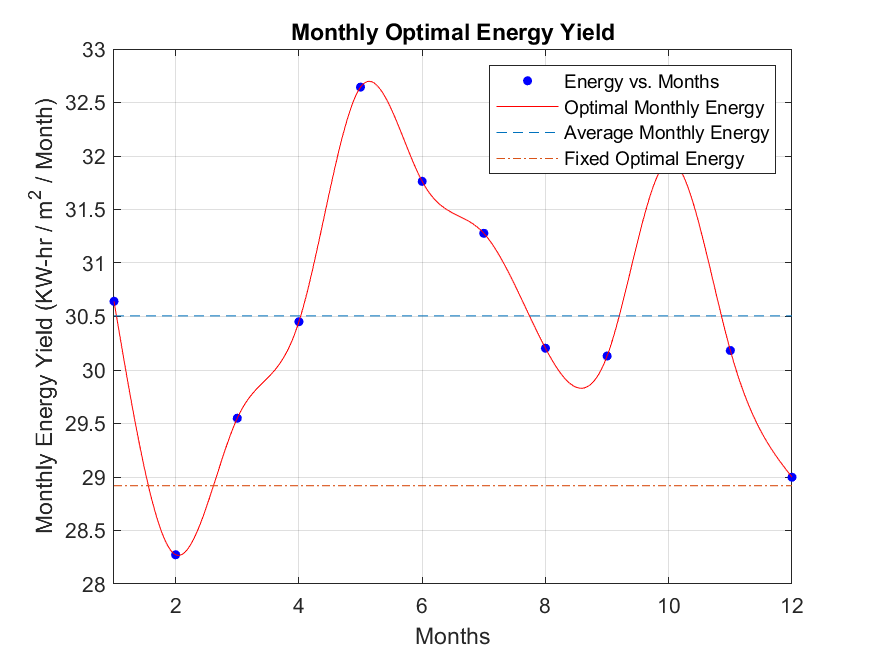 Monthly Optimal Energy Yield
Monthly Energy Yield (KW-hr / m² / Month)
33
32.5
32
31.5
31
30.5
30
29.5
29
28.5
28
Energy vs. Months
Optimal Monthly Energy
Average Monthly Energy
Fixed Optimal Energy
2 4 6 8 10 12
Months